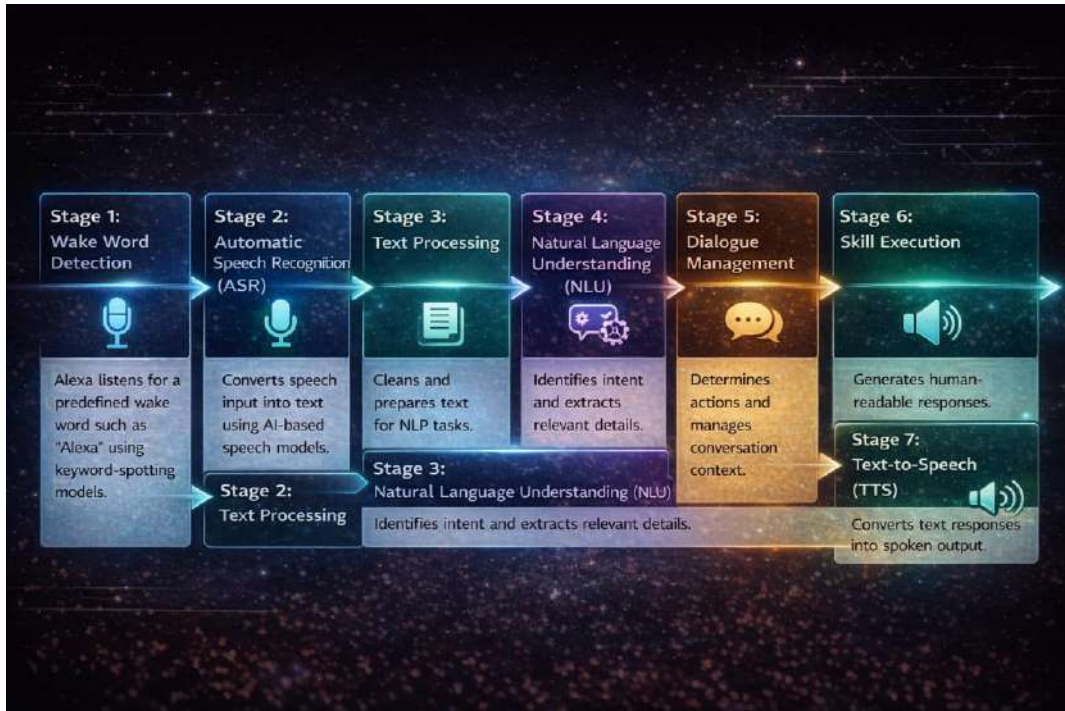 Stage 1:
Wake Word
Detection
Alexa listens for a
predefined wake
word such as
"Alexa" using
keyword-spotting
models.
Stage 2:
Automatic
Speech Recognition
(ASR)
Converts speech
input into text
using AI-based
speech models.
Stage 2:
Text Processing
Stage 3:
Text Processing
Cleans and
prepares text
for NLP tasks.
Stage 4:
Natural Language
Understanding
(NLU)
Identifies intent
and extracts
relevant details.
Stage 3:
Natural Language Understanding (NLU)
Identifies intent and extracts relevant details.
Stage 5:
Dialogue
Management
Determines
actions and
manages
conversation
context.
Stage 6:
Skill Execution
Generates human-
readable responses.
Stage 7:
Text-to-Speech
(TTS)
Converts text responses
into spoken output.